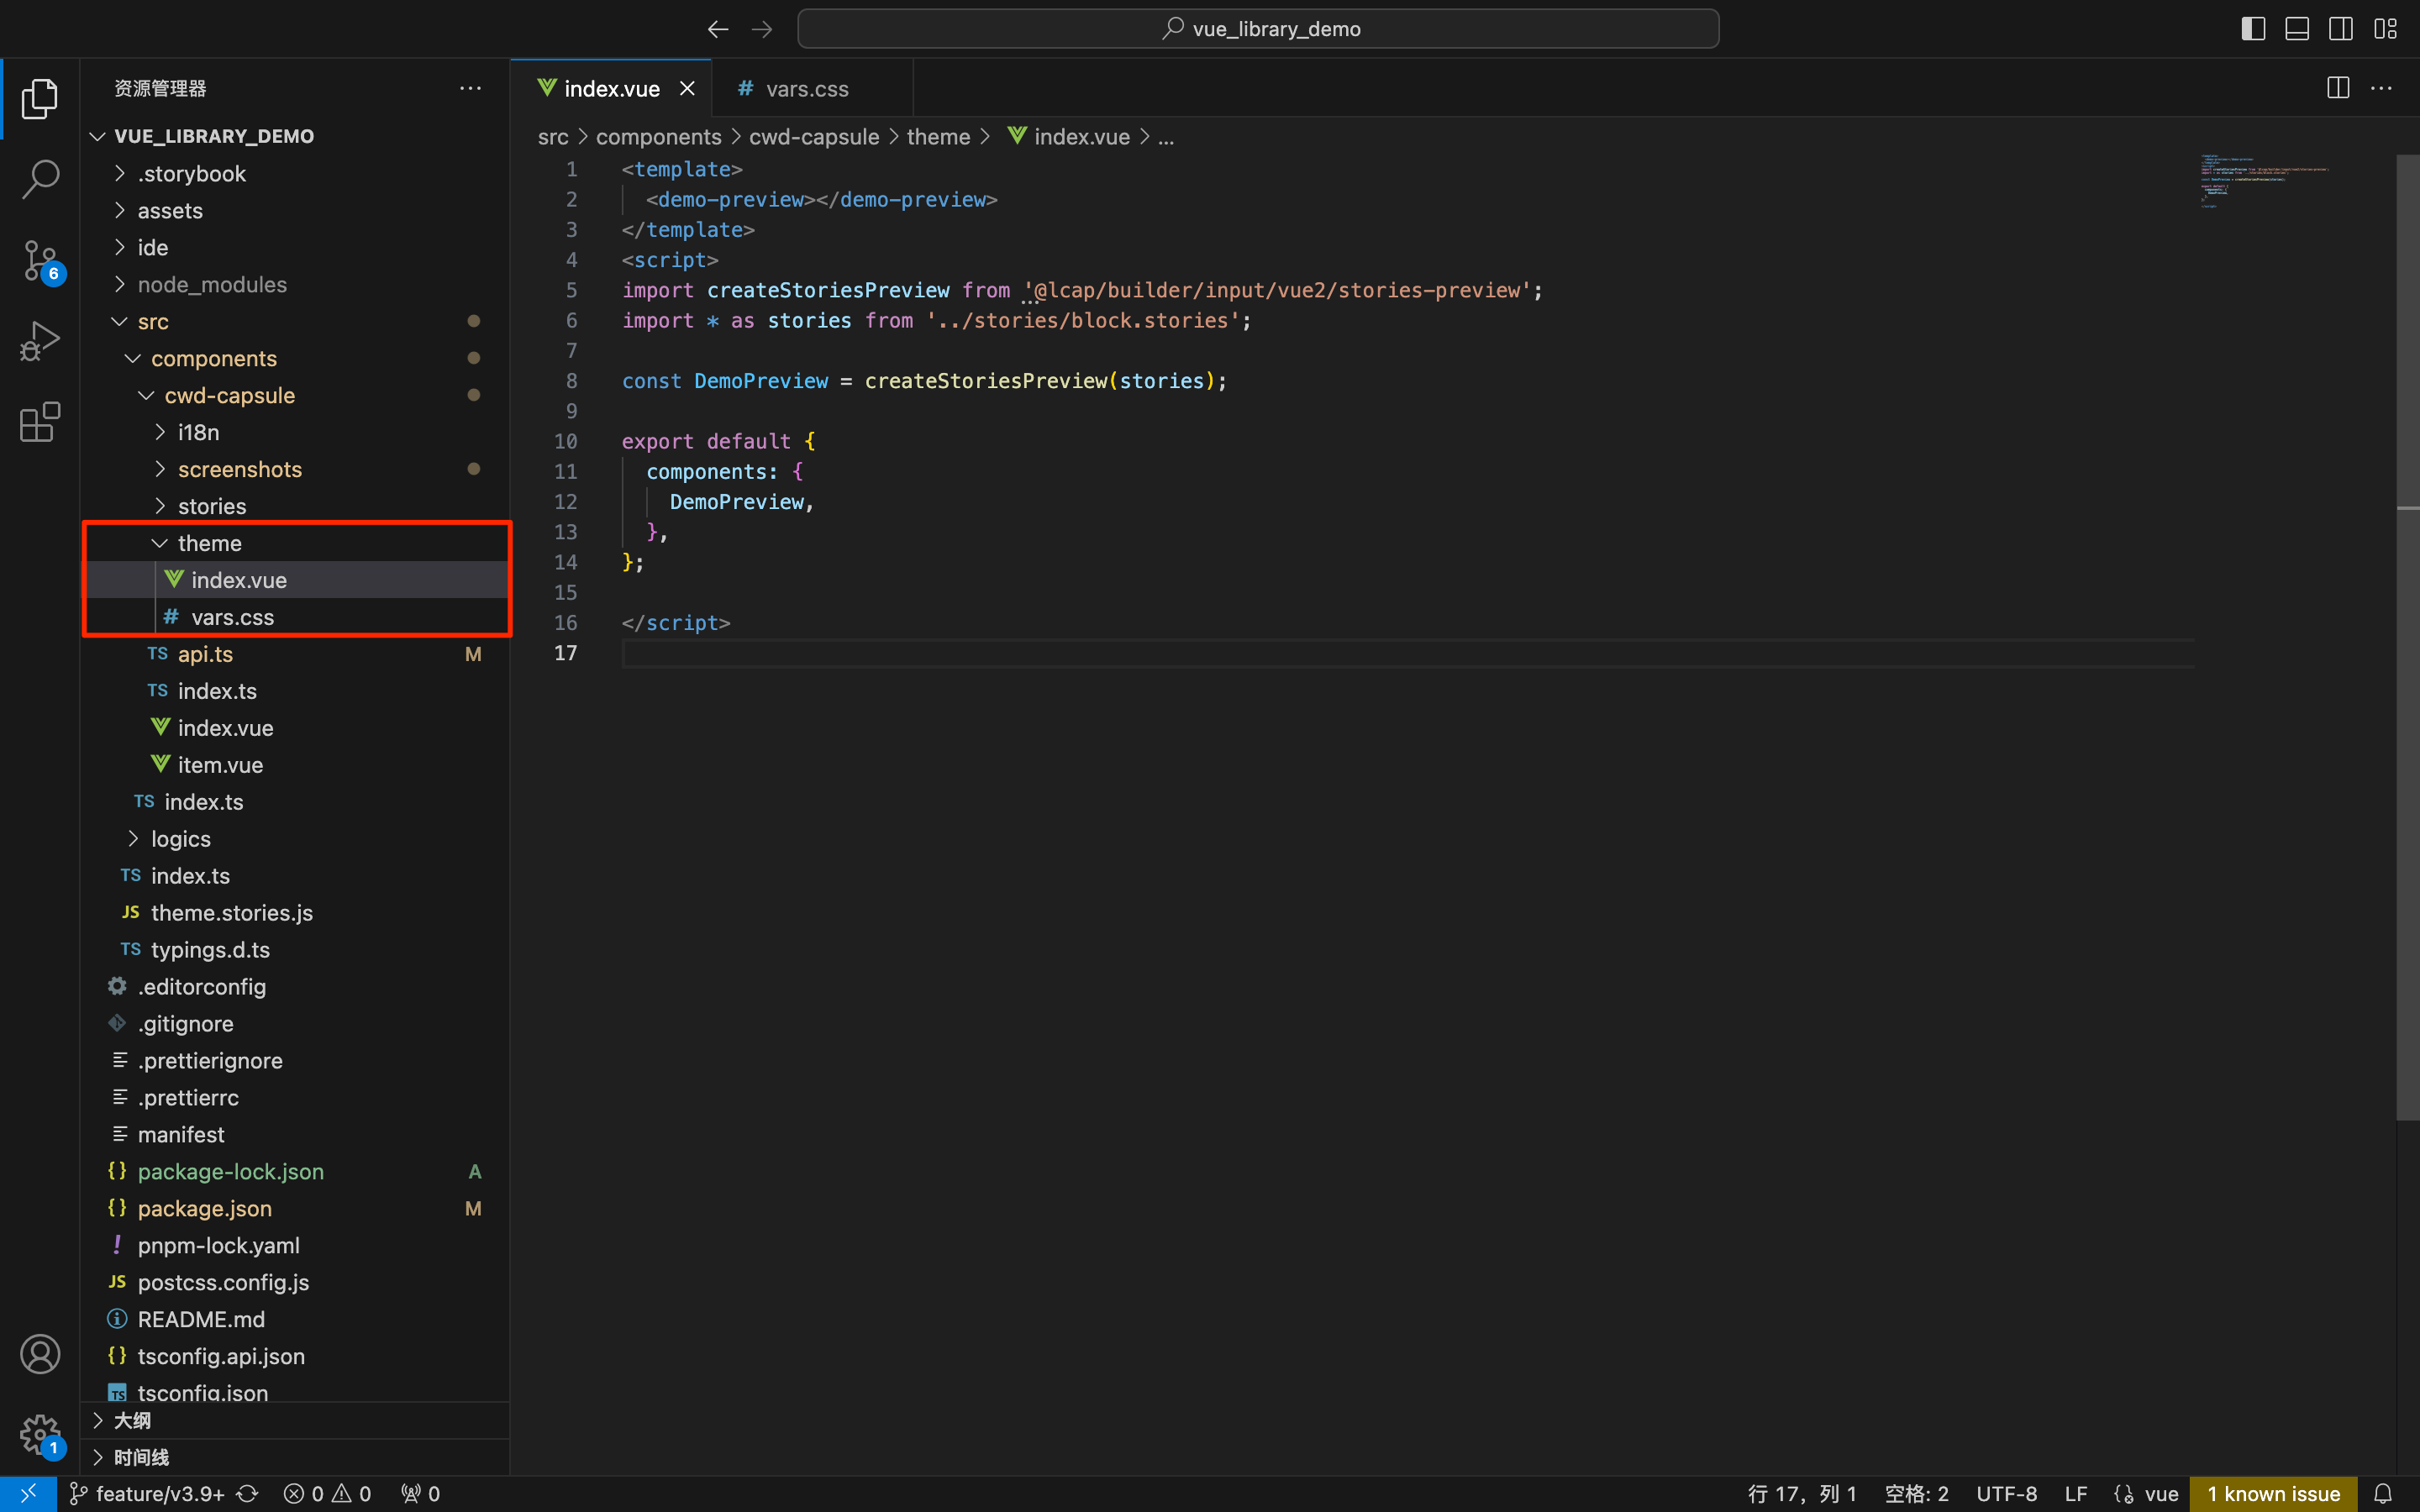 vue_library_demo
资源管理器
VUE_LIBRARY_DEMO
.storybook
assets
ide
node_modules
src
components
cwd-capsule
i18n
screenshots
stories
theme
index.vue
# vars.css
TS api.ts M
TS index.ts
index.vue
item.vue
TS index.ts
logics
TS index.ts
JS theme.stories.js
TS typings.d.ts
.editorconfig
.gitignore
.prettierignore
.prettierrc
manifest
{} package-lock.json A
{} package.json M
! pnpm-lock.yaml
JS postcss.config.js
README.md
{} tsconfig.api.json
TS tsconfig.json
大纲
时间线
6
1
index.vue
# vars.css
src > components > cwd-capsule > theme > index.vue > ...
1 <template>
2 <demo-preview></demo-preview>
3 </template>
4 <script>
5 import createStoriesPreview from '@lcap/builder/input/vue2/stories-preview';
6 import * as stories from '../stories/block.stories';
7
8 const DemoPreview = createStoriesPreview(stories);
9
10 export default {
11 components: {
12 DemoPreview,
13 },
14 };
15
16 </script>
17
feature/v3.9+ 0 0 0
行 17，列 1 空格: 2 UTF-8 LF vue 1 known issue